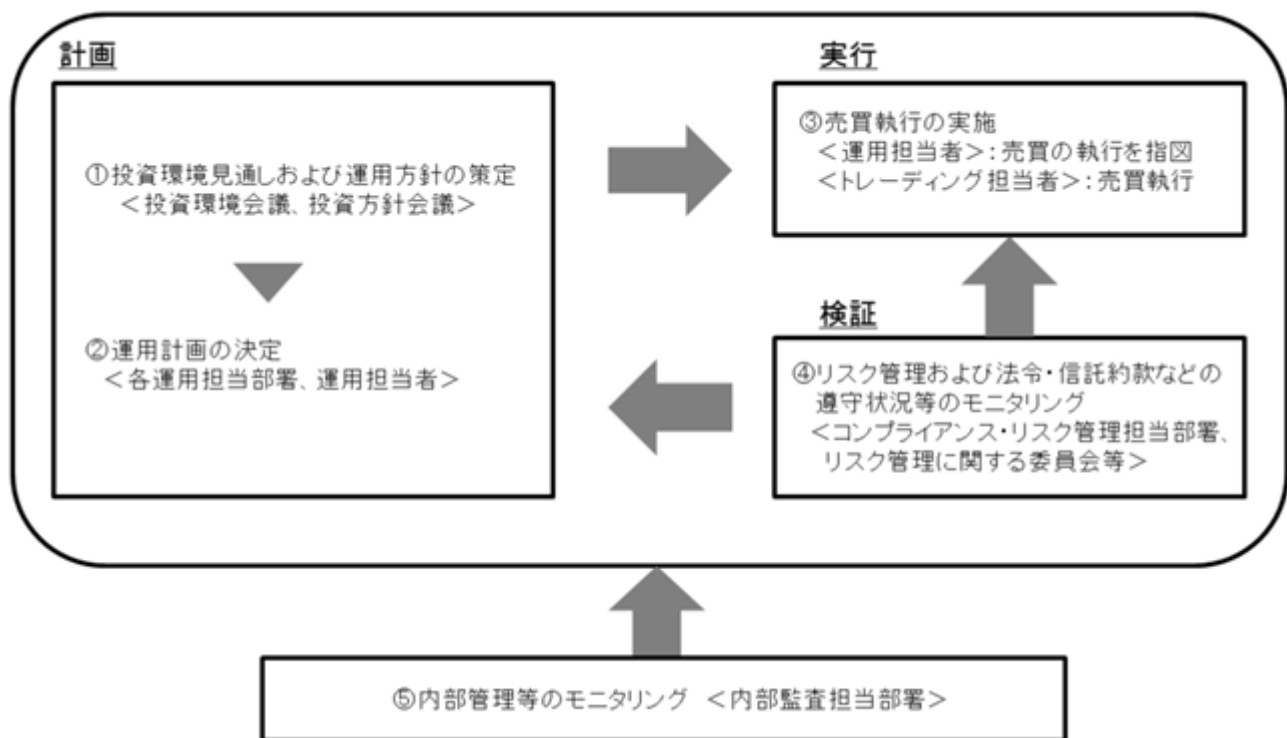 計画
①投資環境見通しおよび運用方針の策定
＜投資環境会議、投資方針会議＞
②運用計画の決定
＜各運用担当部署、運用担当者＞
実行
③売買執行の実施
＜運用担当者＞：売買の執行を指図
＜トレーディング担当者＞：売買執行
検証
④リスク管理および法令・信託約款などの
遵守状況等のモニタリング
＜コンプライアンス・リスク管理担当部署、
リスク管理に関する委員会等＞
⑤内部管理等のモニタリング ＜内部監査担当部署＞